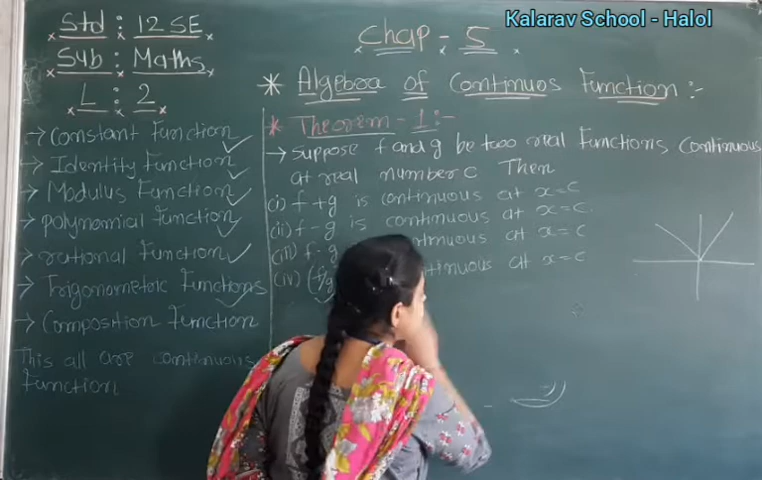 Kalarav School - Halol
Std : 12 SE
Sub : Maths
L : 2
→ Constant Function
→ Identity Function
→ Modulus Function
→ polynomial function
→ rational Function
→ Trigonometric Functions
→ Composition Function
This all are continuous
function
Chap - 5
* Algebra of Continuos Function :-
* Theorem - 1 :-
→ Suppose f and g be two real Functions Continuous
at real number C Then
(i) f + g is continuous at x = C
(ii) f - g is continuous at x = C
(iii) f · g continuous at x = C
(iv) (f/g continuous at x = C